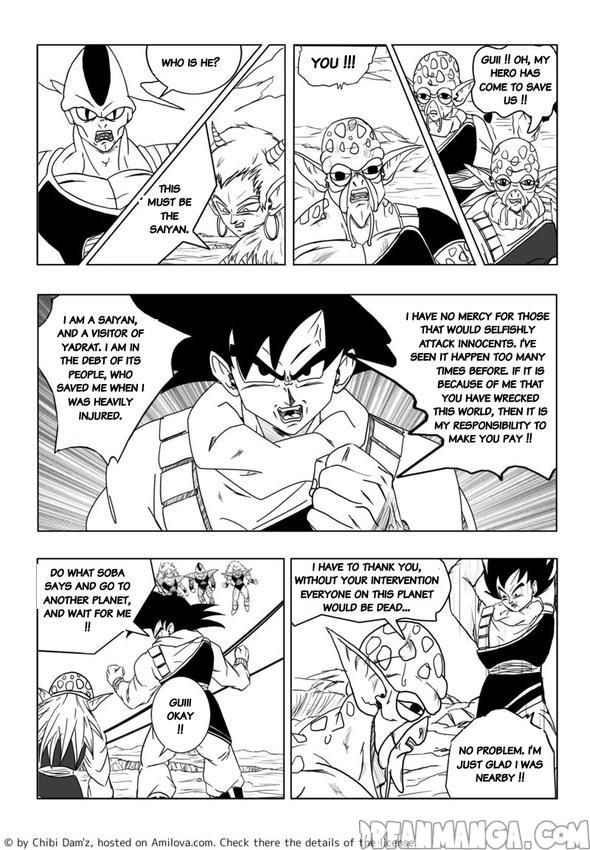 WHO IS HE?
THIS
MUST BE
THE
SAIYAN.
YOU !!!
GUII !! OH, MY
HERO HAS
COME TO SAVE
US !!
I AM A SAIYAN,
AND A VISITOR OF
YADRAT. I AM IN
THE DEBT OF ITS
PEOPLE, WHO
SAVED ME WHEN I
WAS HEAVILY
INJURED.
I HAVE NO MERCY FOR THOSE
THAT WOULD SELFISHLY
ATTACK INNOCENTS. I'VE
SEEN IT HAPPEN TOO MANY
TIMES BEFORE. IF IT IS
BECAUSE OF ME THAT
YOU HAVE WRECKED
THIS WORLD, THEN IT IS
MY RESPONSIBILITY TO
MAKE YOU PAY !!
DO WHAT SOBA
SAYS AND GO TO
ANOTHER PLANET,
AND WAIT FOR ME
!!
GUIII
OKAY
!!
I HAVE TO THANK YOU,
WITHOUT YOUR INTERVENTION
EVERYONE ON THIS PLANET
WOULD BE DEAD...
NO PROBLEM. I'M
JUST GLAD I WAS
NEARBY !!
© by Chibi Dam'z, hosted on Amilova.com. Check there the details of the license.
DREANMANGA.COM